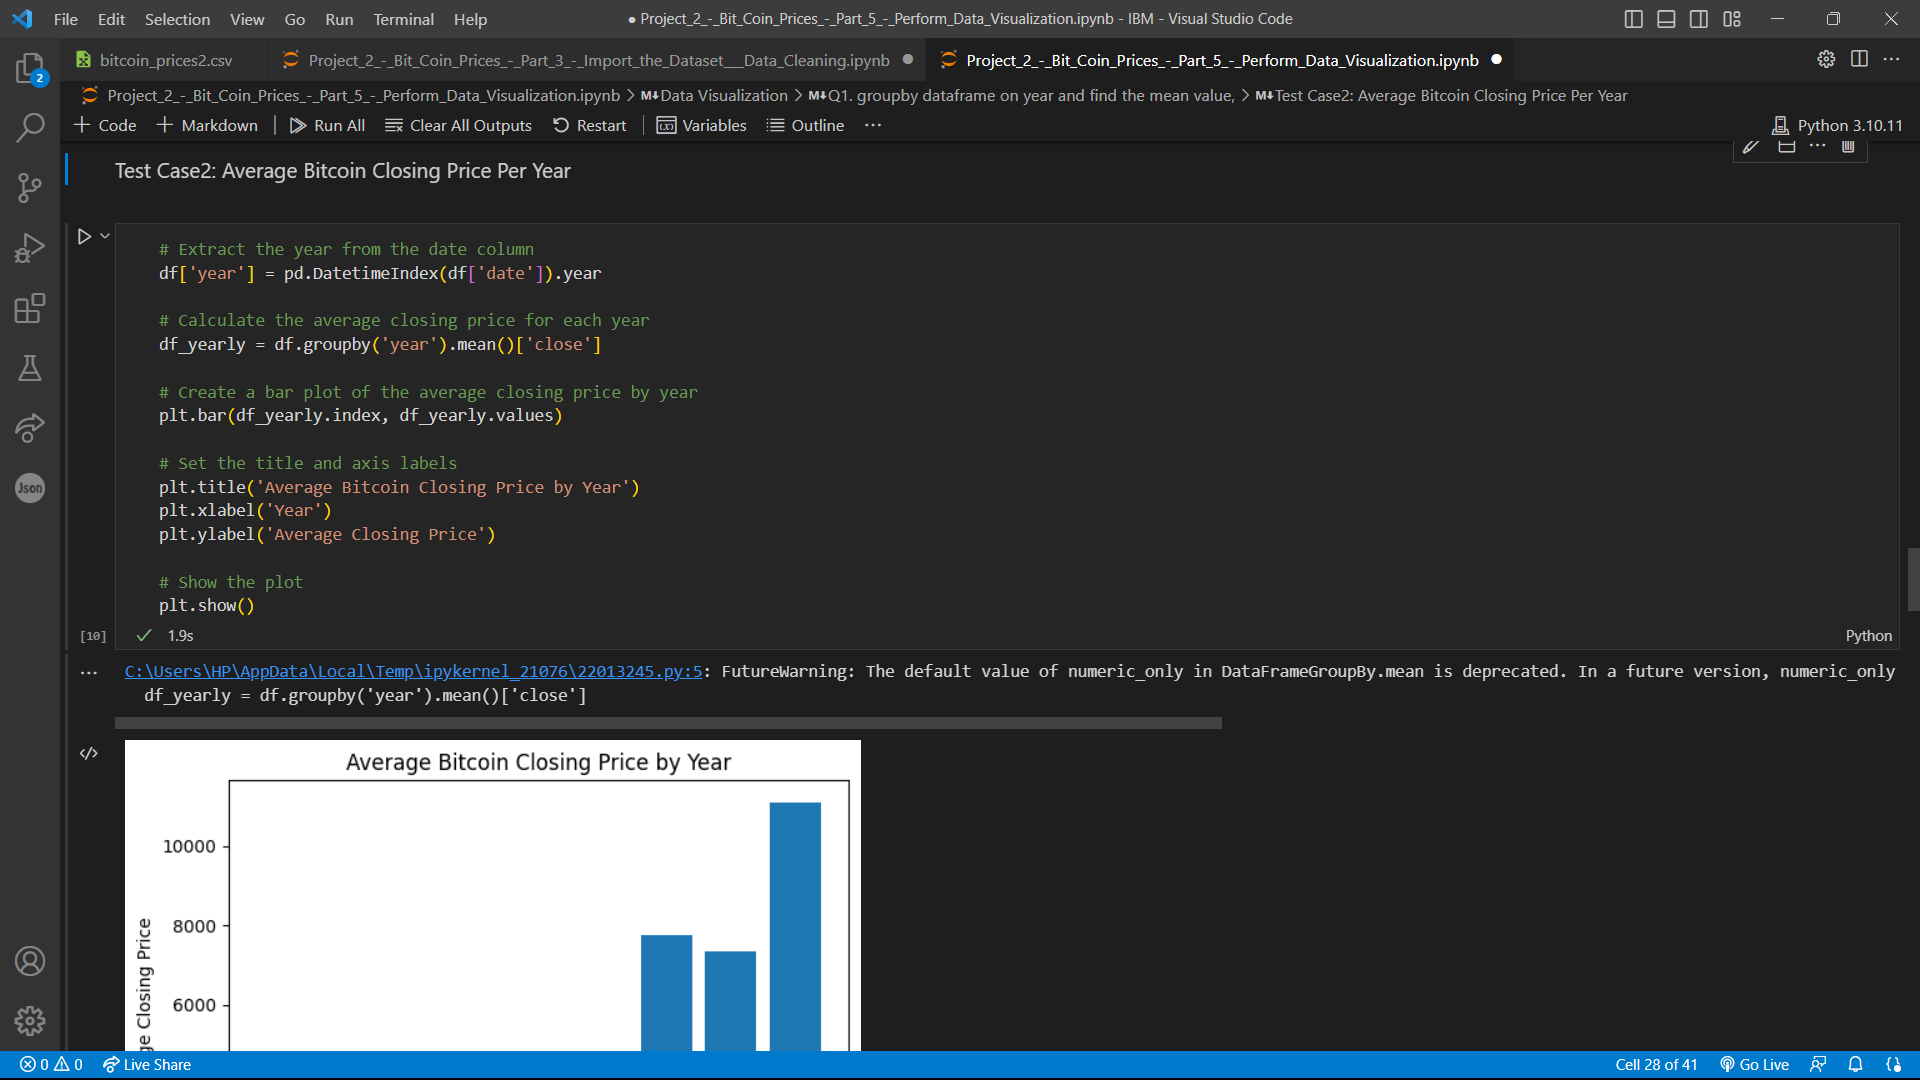 File Edit Selection View Go Run Terminal Help
● Project_2_-_Bit_Coin_Prices_-_Part_5_-_Perform_Data_Visualization.ipynb - IBM - Visual Studio Code
bitcoin_prices2.csv
Project_2_-_Bit_Coin_Prices_-_Part_3_-_Import_the_Dataset___Data_Cleaning.ipynb ●
Project_2_-_Bit_Coin_Prices_-_Part_5_-_Perform_Data_Visualization.ipynb ●
2
Project_2_-_Bit_Coin_Prices_-_Part_5_-_Perform_Data_Visualization.ipynb > M↓Data Visualization > M↓Q1. groupby dataframe on year and find the mean value, > M↓Test Case2: Average Bitcoin Closing Price Per Year
+ Code + Markdown | Run All Clear All Outputs Restart | Variables Outline ··· Python 3.10.11
Test Case2: Average Bitcoin Closing Price Per Year
# Extract the year from the date column
df['year'] = pd.DatetimeIndex(df['date']).year
# Calculate the average closing price for each year
df_yearly = df.groupby('year').mean()['close']
# Create a bar plot of the average closing price by year
plt.bar(df_yearly.index, df_yearly.values)
# Set the title and axis labels
plt.title('Average Bitcoin Closing Price by Year')
plt.xlabel('Year')
plt.ylabel('Average Closing Price')
# Show the plot
plt.show()
[10] ✓ 1.9s Python
Json
··· C:\Users\HP\AppData\Local\Temp\ipykernel_21076\22013245.py:5: FutureWarning: The default value of numeric_only in DataFrameGroupBy.mean is deprecated. In a future version, numeric_only
df_yearly = df.groupby('year').mean()['close']
</>
Average Bitcoin Closing Price by Year
10000
8000
6000
ge Closing Price
0 0 Live Share Cell 28 of 41 Go Live